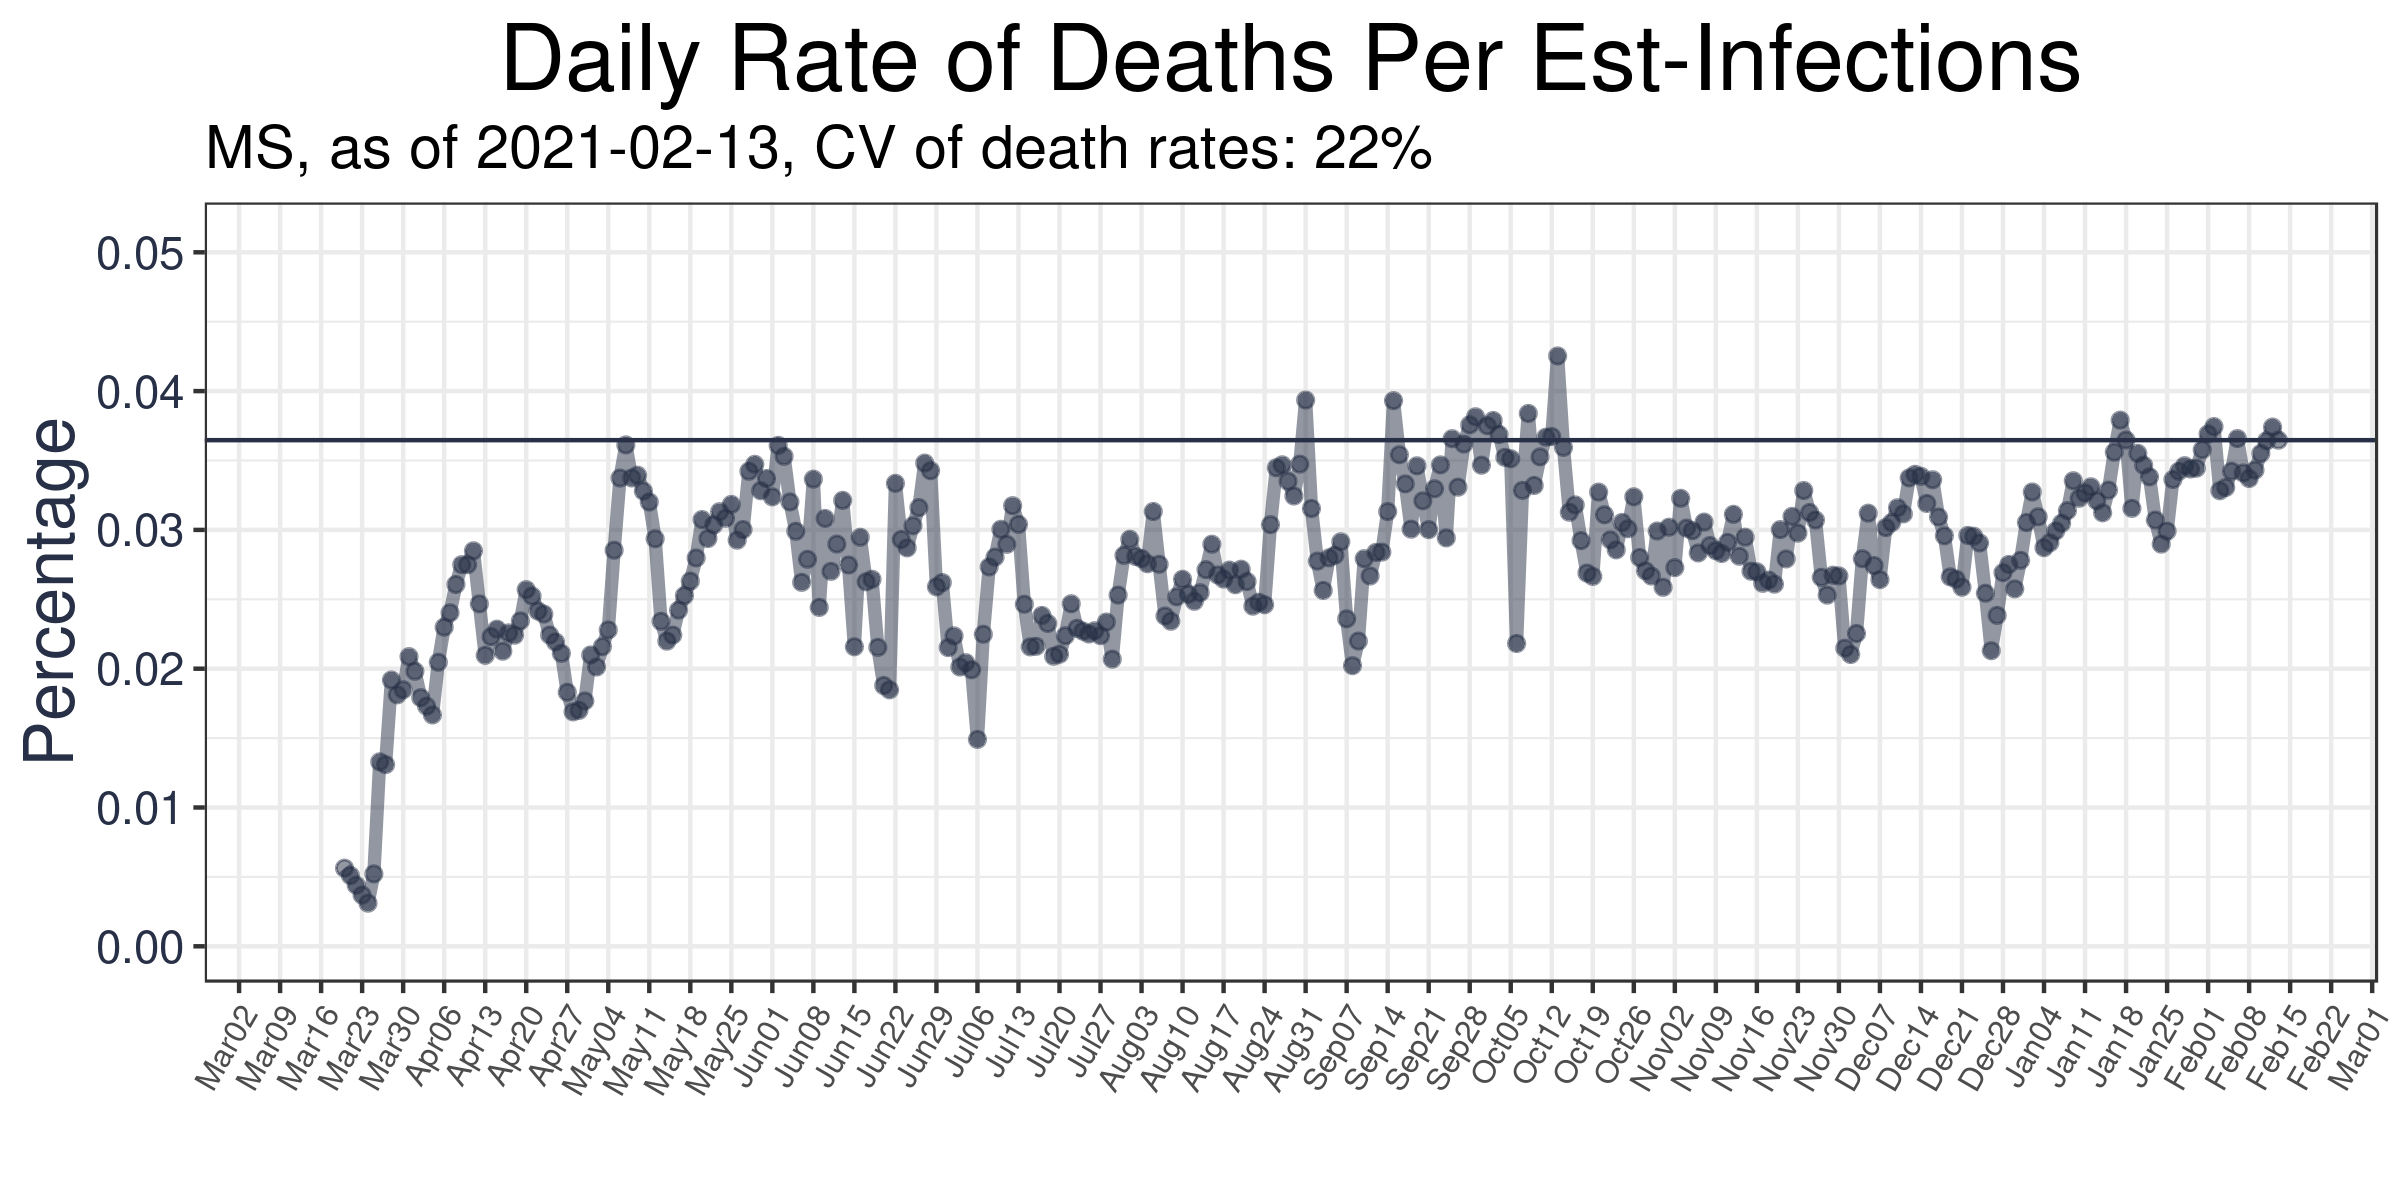 Daily Rate of Deaths Per Est-Infections
MS, as of 2021-02-13, CV of death rates: 22%
Percentage
0.05
0.04
0.03
0.02
0.01
0.00
Mar02
Mar09
Mar16
Mar23
Mar30
Apr06
Apr13
Apr20
Apr27
May04
May11
May18
May25
Jun01
Jun08
Jun15
Jun22
Jun29
Jul06
Jul13
Jul20
Jul27
Aug03
Aug10
Aug17
Aug24
Aug31
Sep07
Sep14
Sep21
Sep28
Oct05
Oct12
Oct19
Oct26
Nov02
Nov09
Nov16
Nov23
Nov30
Dec07
Dec14
Dec21
Dec28
Jan04
Jan11
Jan18
Jan25
Feb01
Feb08
Feb15
Feb22
Mar01